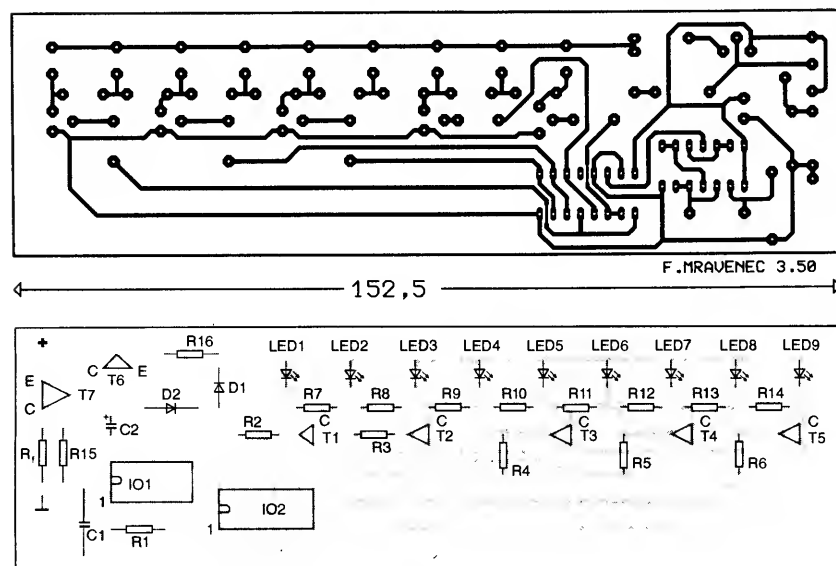 F.MRAVENEC 3.50
152,5
+
R16
LED1 LED2 LED3 LED4 LED5 LED6 LED7 LED8 LED9
C T6 E
E
C T7
D2
D1
R7 R8 R9 R10 R11 R12 R13 R14
+ C2
R2
C T1
R3
C T2
R4
C T3
R5
C T4
R6
C T5
R, R15
IO1
1
IO2
1
C1
R1